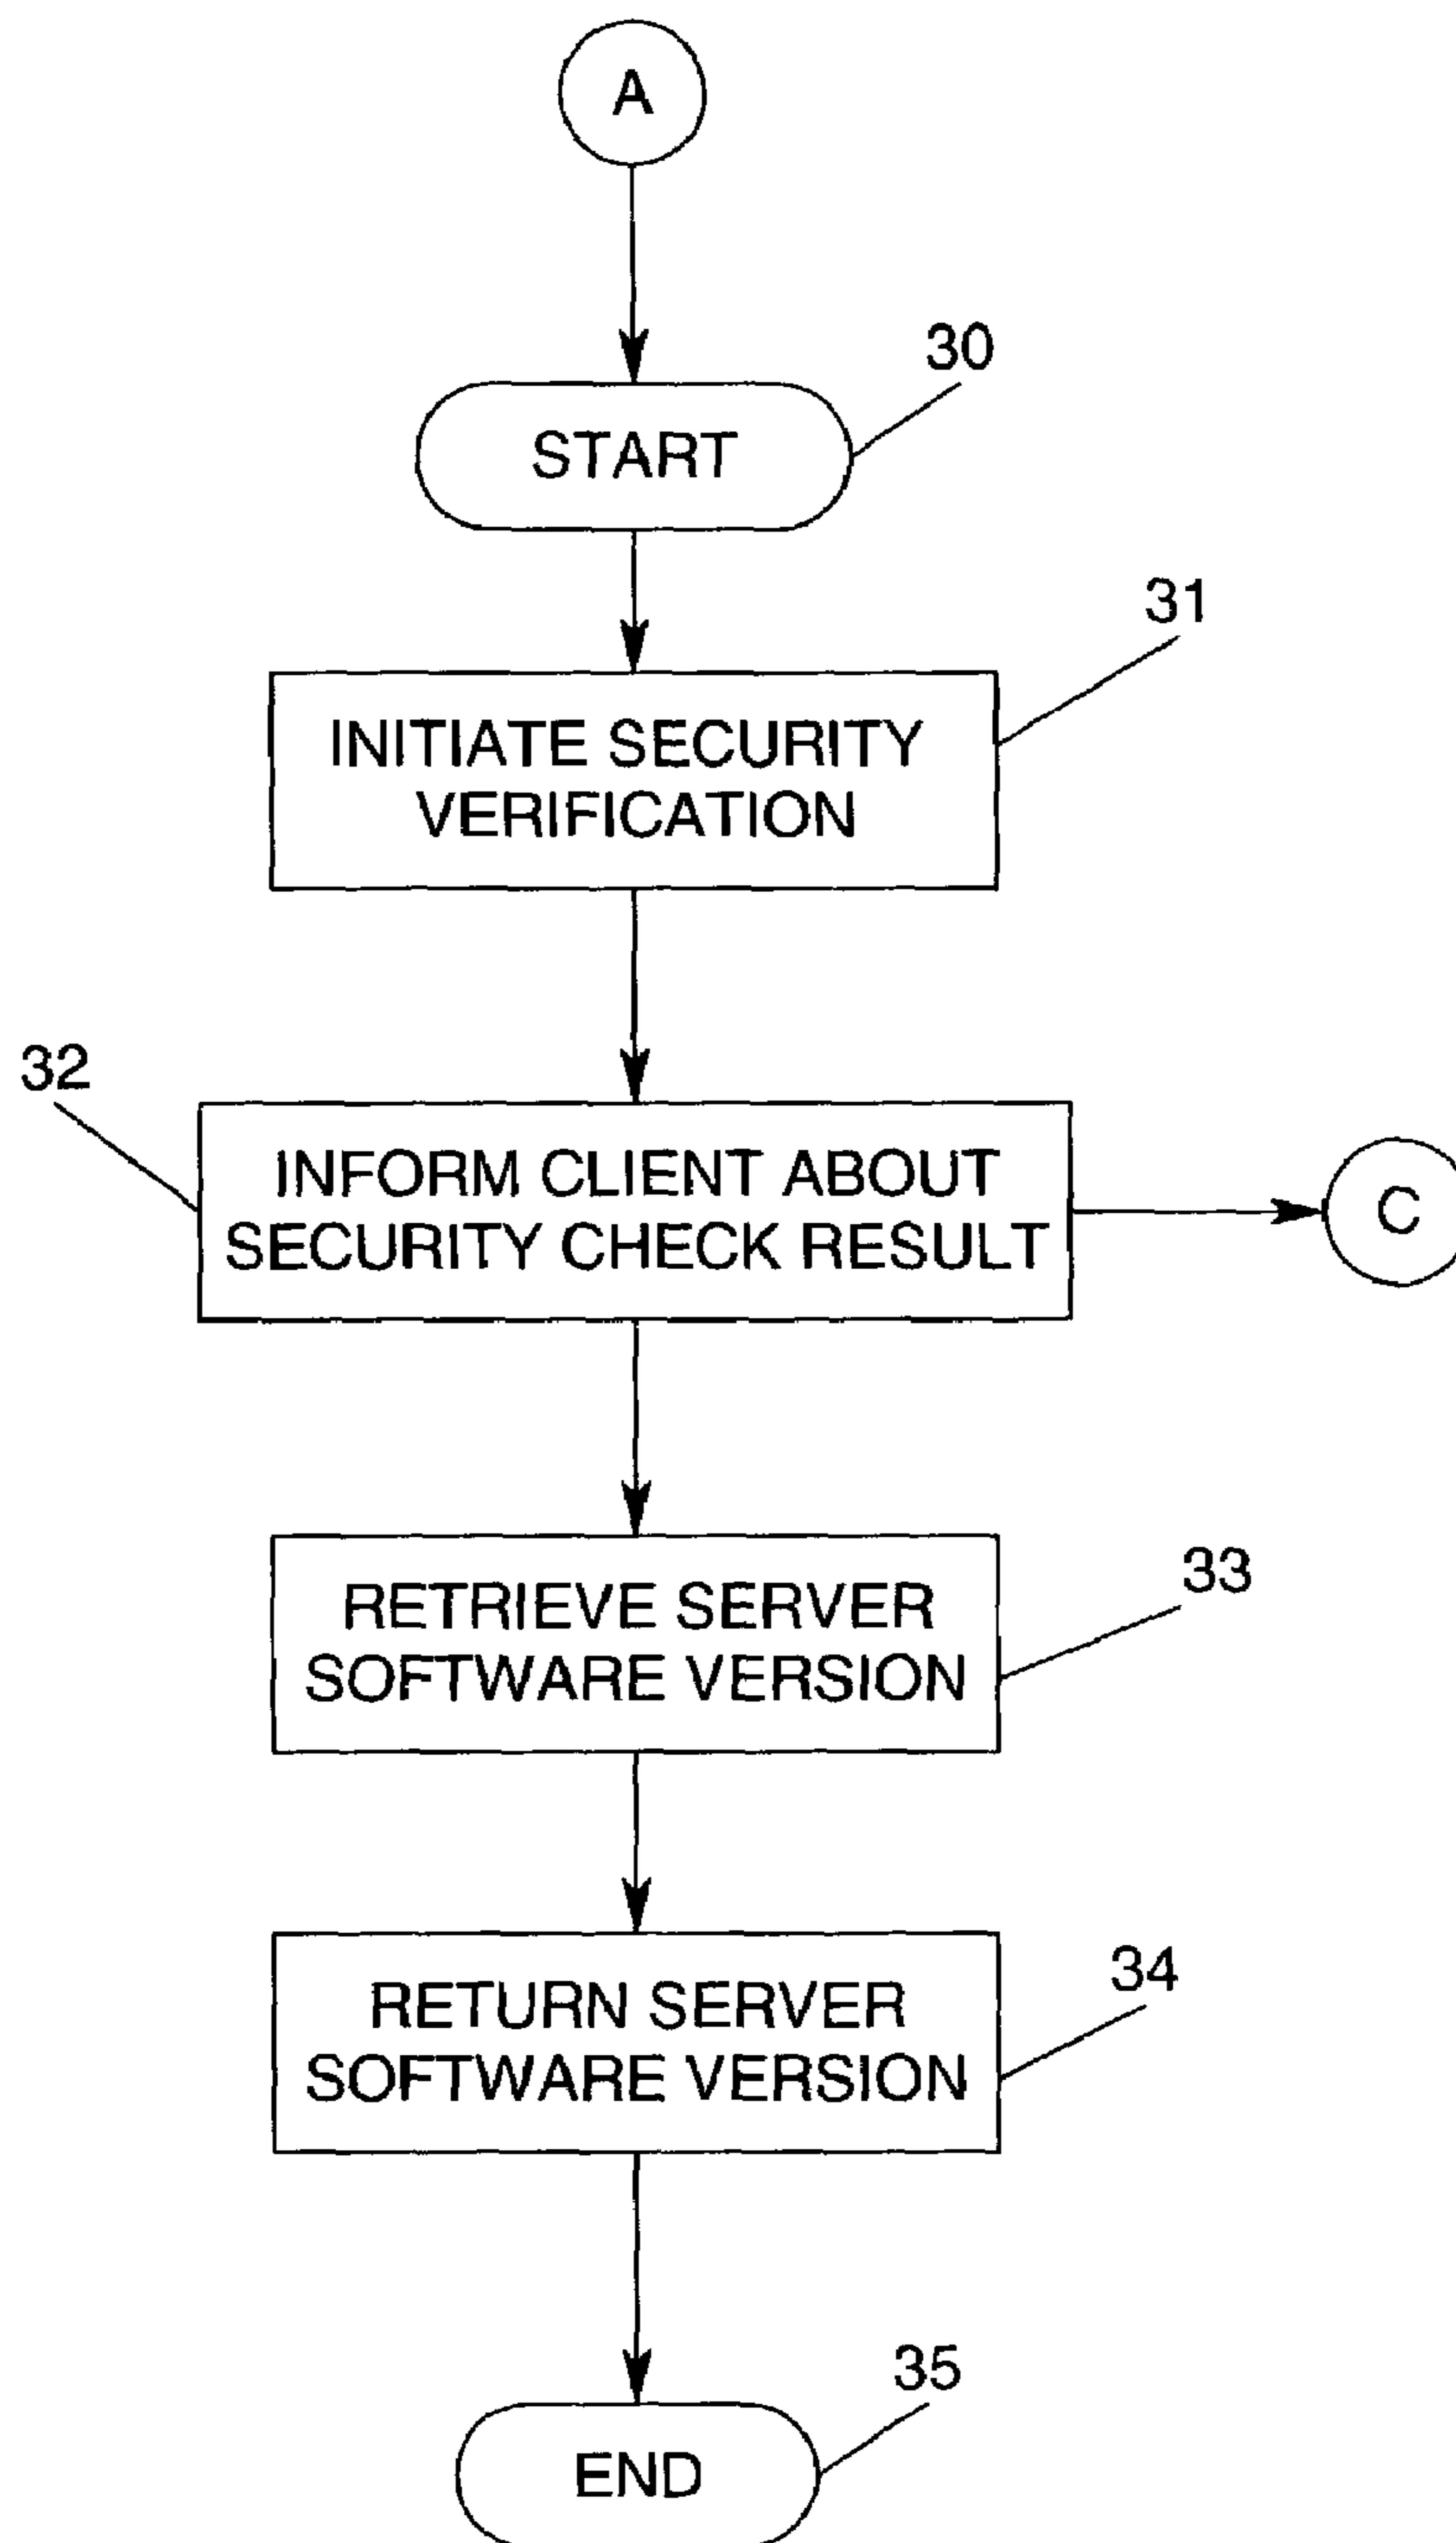 A
30
START
31
INITIATE SECURITY
VERIFICATION
32
INFORM CLIENT ABOUT
SECURITY CHECK RESULT
C
33
RETRIEVE SERVER
SOFTWARE VERSION
34
RETURN SERVER
SOFTWARE VERSION
35
END